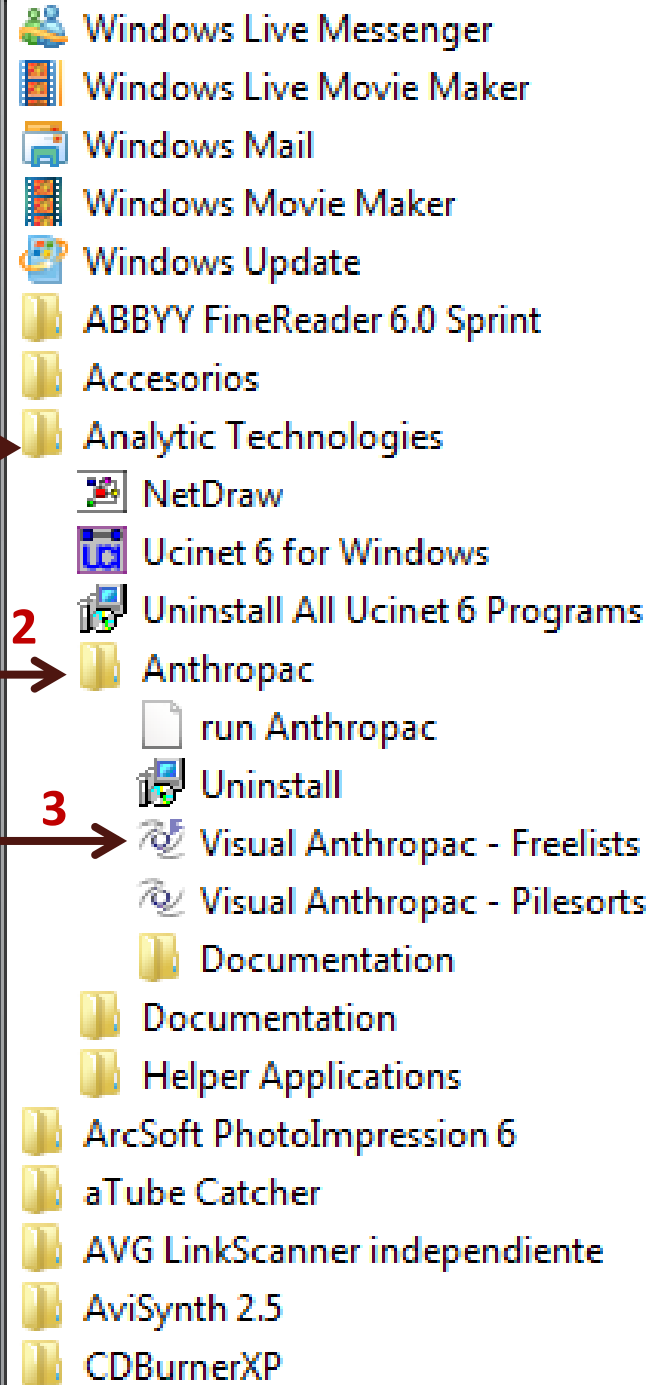 Windows Live Messenger
Windows Live Movie Maker
Windows Mail
Windows Movie Maker
Windows Update
ABBYY FineReader 6.0 Sprint
Accesorios
Analytic Technologies
NetDraw
UCI Ucinet 6 for Windows
Uninstall All Ucinet 6 Programs
2
Anthropac
run Anthropac
Uninstall
3
Visual Anthropac - Freelists
Visual Anthropac - Pilesorts
Documentation
Documentation
Helper Applications
ArcSoft PhotoImpression 6
aTube Catcher
AVG LinkScanner independiente
AviSynth 2.5
CDBurnerXP